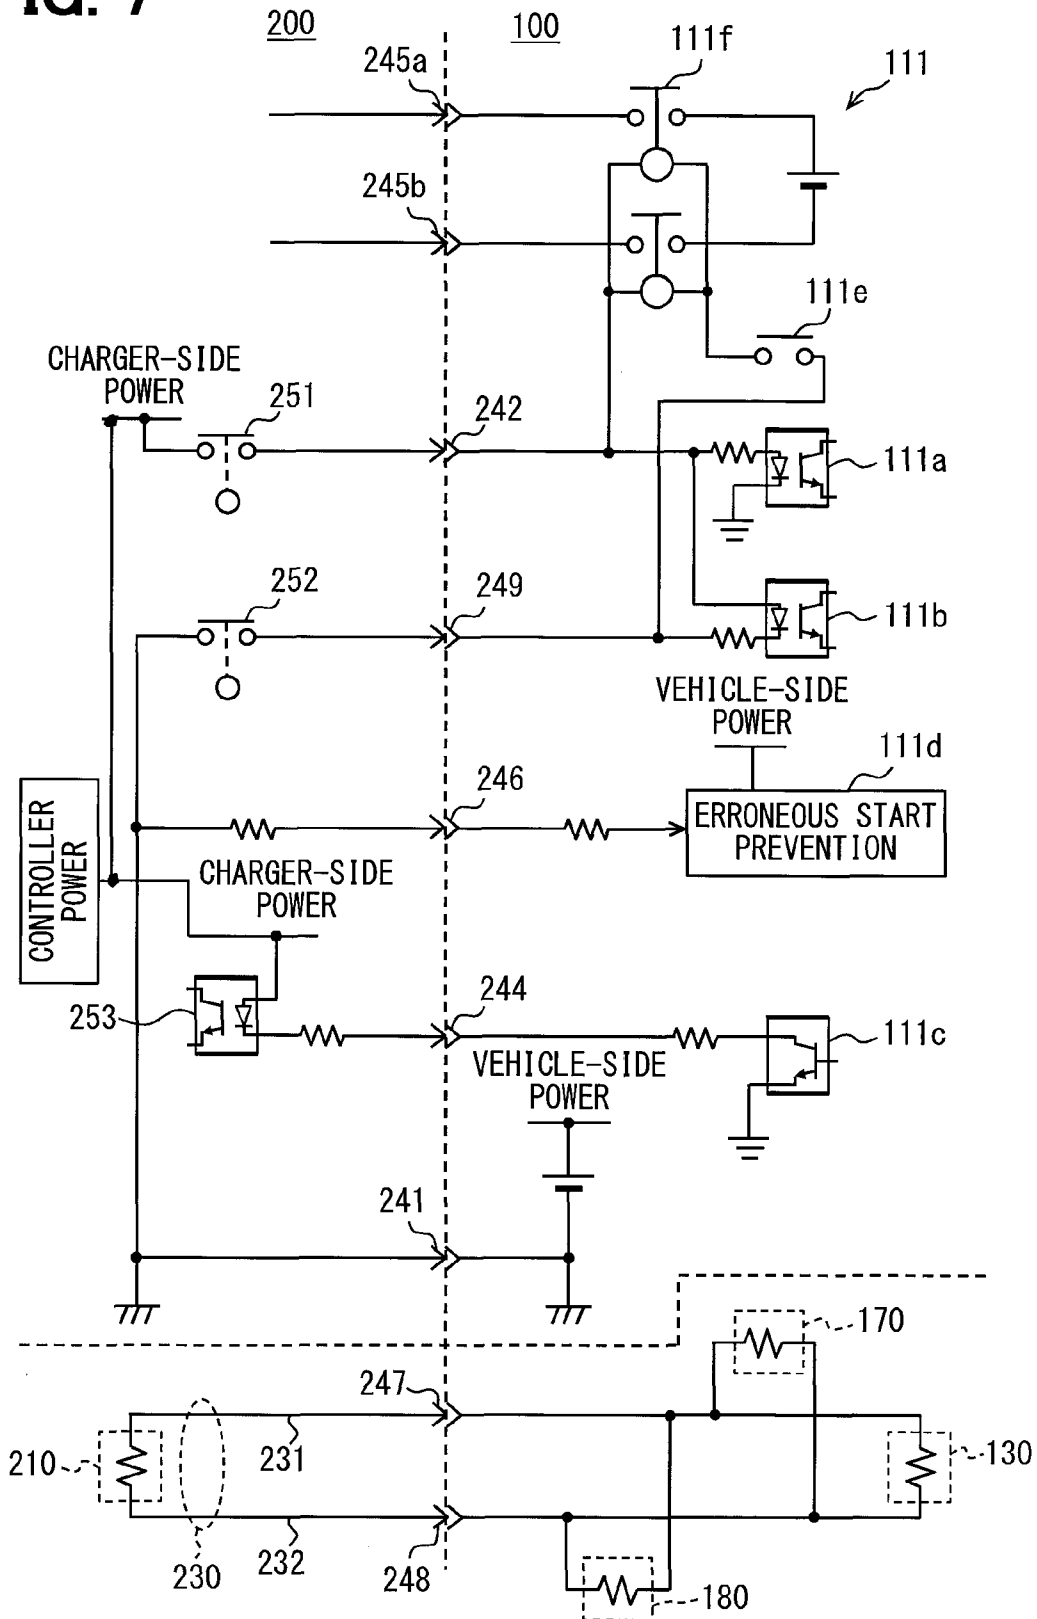 FIG. 7
200
100
111f
111
245a
245b
111e
CHARGER-SIDE
POWER
251
242
111a
252
249
111b
VEHICLE-SIDE
POWER
111d
246
ERRONEOUS START
PREVENTION
CONTROLLER
POWER
CHARGER-SIDE
POWER
253
244
111c
VEHICLE-SIDE
POWER
241
170
247
210
231
130
230
232
248
180